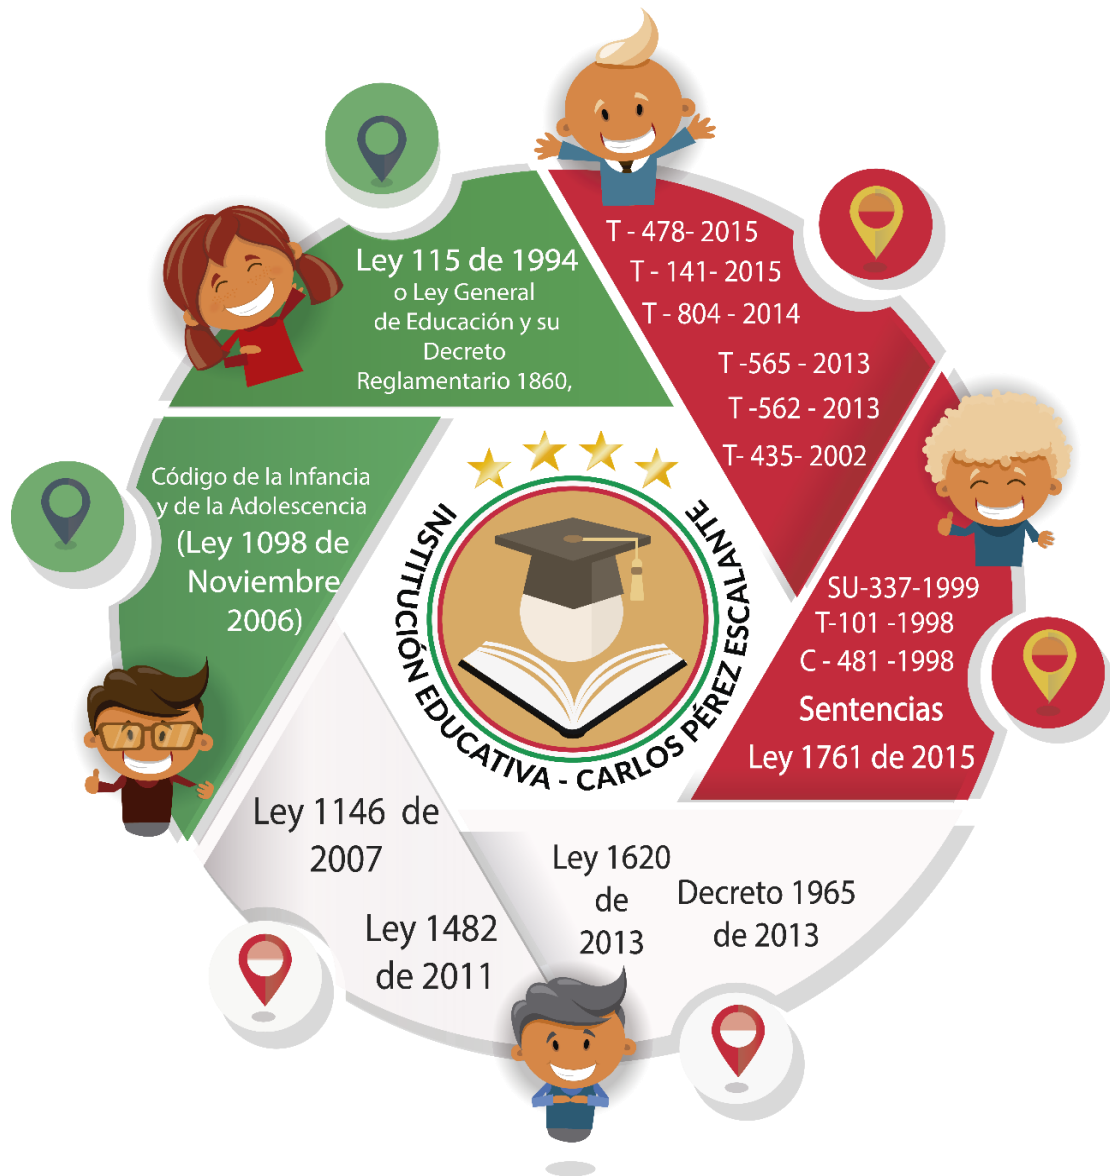 Ley 115 de 1994
o Ley General
de Educación y su
Decreto
Reglamentario 1860,
T - 478- 2015
T - 141- 2015
T - 804 - 2014
T -565 - 2013
T -562 - 2013
T- 435- 2002
Código de la Infancia
y de la Adolescencia
(Ley 1098 de
Noviembre
2006)
INSTITUCIÓN EDUCATIVA - CARLOS PÉREZ ESCALANTE
SU-337-1999
T-101 -1998
C - 481 -1998
Sentencias
Ley 1761 de 2015
Ley 1146 de
2007
Ley 1482
de 2011
Ley 1620
de
2013
Decreto 1965
de 2013